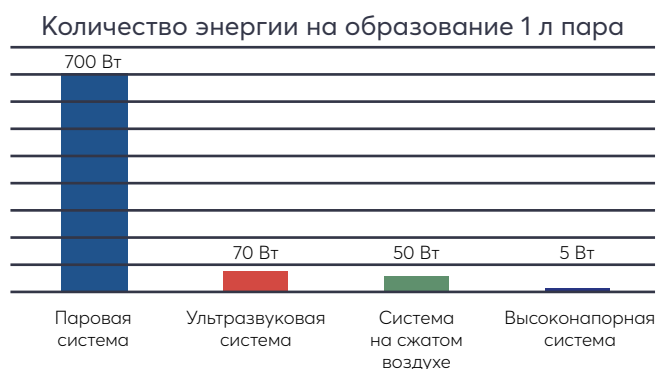 Количество энергии на образование 1 л пара
700 Вт
70 Вт
50 Вт
5 Вт
Паровая
система
Ультразвуковая
система
Система
на сжатом
воздухе
Высоконапорная
система